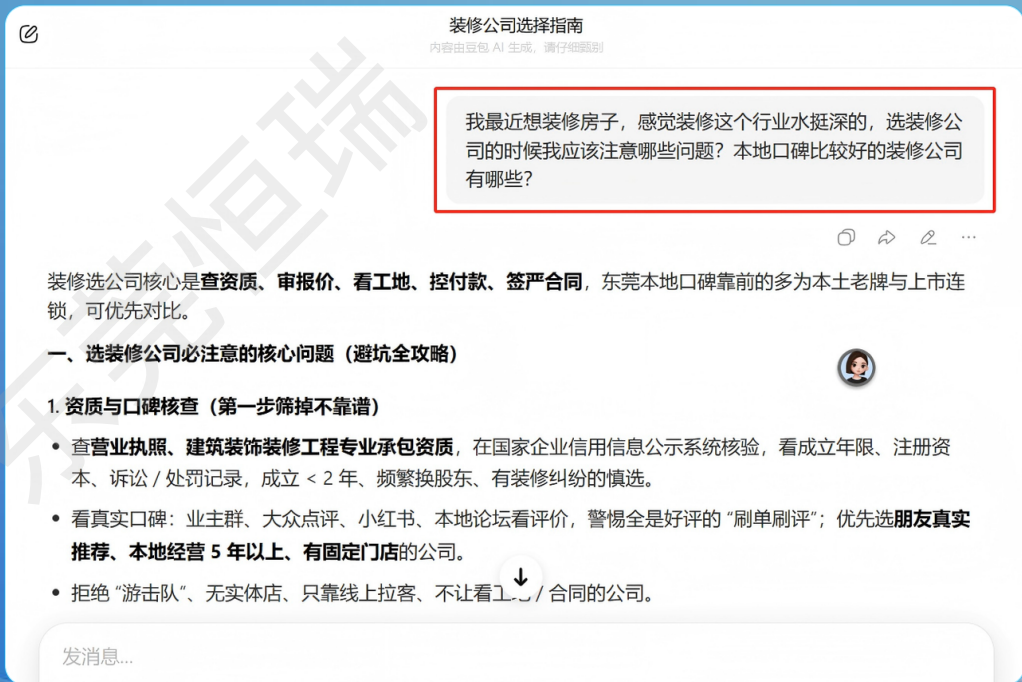 装修公司选择指南
内容由豆包 AI 生成，请仔细甄别
我最近想装修房子，感觉装修这个行业水挺深的，选装修公
司的时候我应该注意哪些问题？本地口碑比较好的装修公司
有哪些？
装修选公司核心是查资质、审报价、看工地、控付款、签严合同，东莞本地口碑靠前的多为本土老牌与上市连
锁，可优先对比。
一、选装修公司必注意的核心问题（避坑全攻略）
1. 资质与口碑核查（第一步筛掉不靠谱）
• 查营业执照、建筑装饰装修工程专业承包资质，在国家企业信用信息公示系统核验，看成立年限、注册资
本、诉讼 / 处罚记录，成立 < 2 年、频繁换股东、有装修纠纷的慎选。
• 看真实口碑：业主群、大众点评、小红书、本地论坛看评价，警惕全是好评的 “刷单刷评”；优先选朋友真实
推荐、本地经营 5 年以上、有固定门店的公司。
• 拒绝 “游击队”、无实体店、只靠线上拉客、不让看工地 / 合同的公司。
发消息...
东莞恒瑞